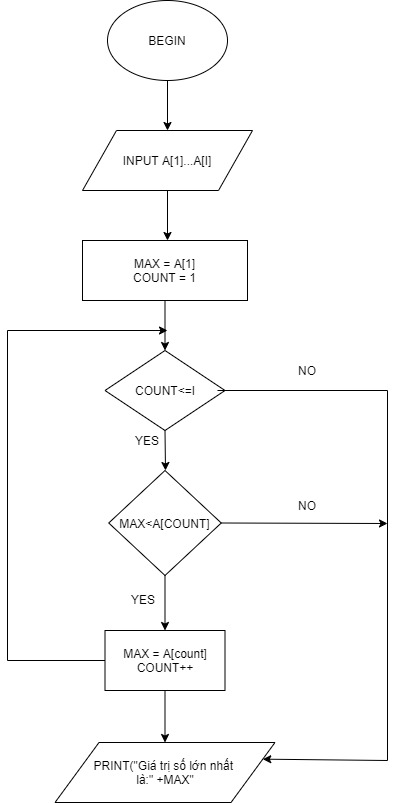 BEGIN
INPUT A[1]...A[I]
MAX = A[1]
COUNT = 1
COUNT<=I
NO
YES
MAX<A[COUNT]
NO
YES
MAX = A[count]
COUNT++
PRINT("Giá trị số lớn nhất
là:" +MAX"